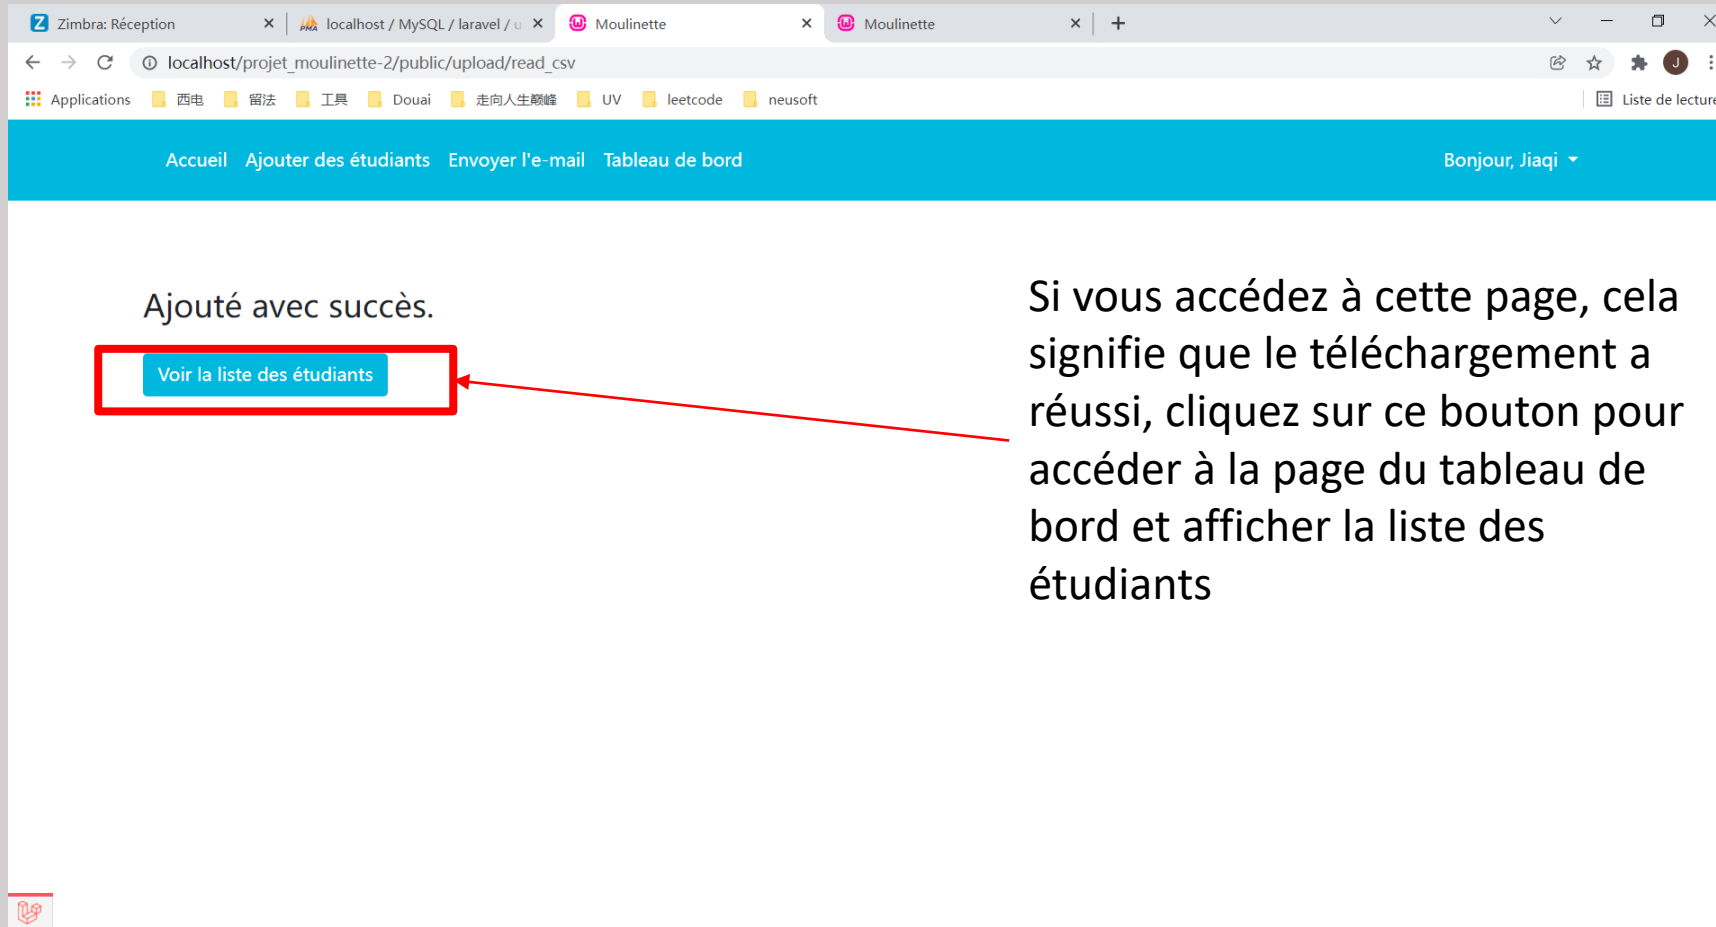 Zimbra: Réception
localhost / MySQL / laravel / u
Moulinette
Moulinette
localhost/projet_moulinette-2/public/upload/read_csv
J
Applications 西电 留法 工具 Douai 走向人生巅峰 UV leetcode neusoft
Liste de lecture
Accueil Ajouter des étudiants Envoyer l'e-mail Tableau de bord
Bonjour, Jiaqi
Ajouté avec succès.
Voir la liste des étudiants
Si vous accédez à cette page, cela
signifie que le téléchargement a
réussi, cliquez sur ce bouton pour
accéder à la page du tableau de
bord et afficher la liste des
étudiants